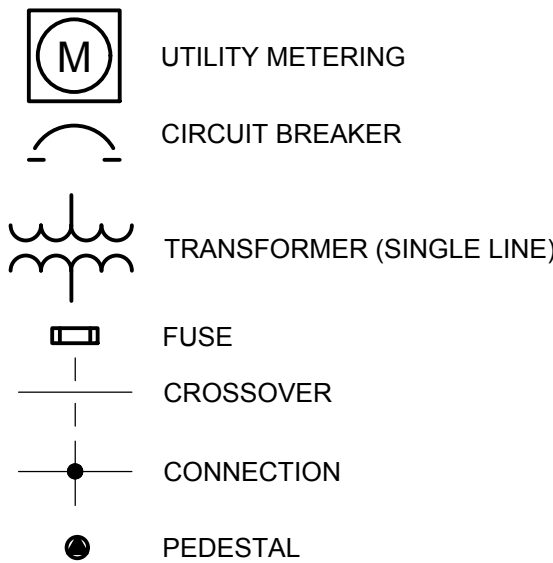 M UTILITY METERING
CIRCUIT BREAKER
TRANSFORMER (SINGLE LINE)
FUSE
CROSSOVER
CONNECTION
PEDESTAL